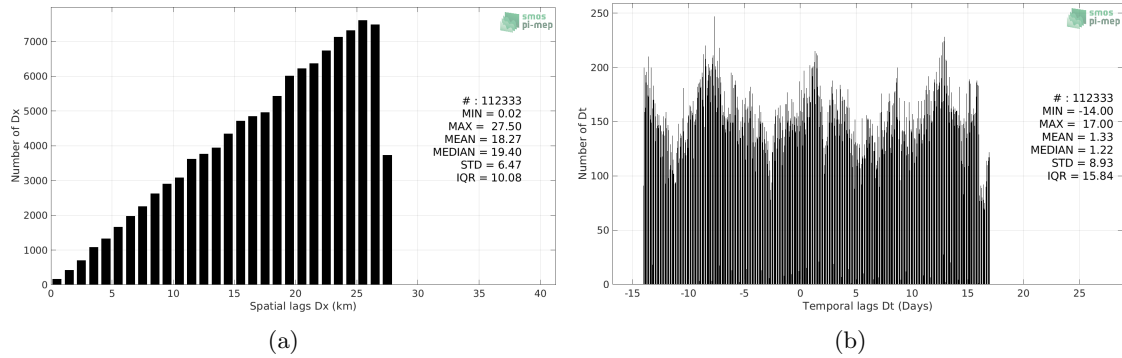 smos
pi-mep
Number of Dx
7000
6000
5000
4000
3000
2000
1000
0
# : 112333
MIN = 0.02
MAX = 27.50
MEAN = 18.27
MEDIAN = 19.40
STD = 6.47
IQR = 10.08
0 5 10 15 20 25 30 35 40
Spatial lags Dx (km)
(a)
smos
pi-mep
Number of Dt
250
200
150
100
50
0
# : 112333
MIN = -14.00
MAX = 17.00
MEAN = 1.33
MEDIAN = 1.22
STD = 8.93
IQR = 15.84
-15 -10 -5 0 5 10 15 20 25
Temporal lags Dt (Days)
(b)